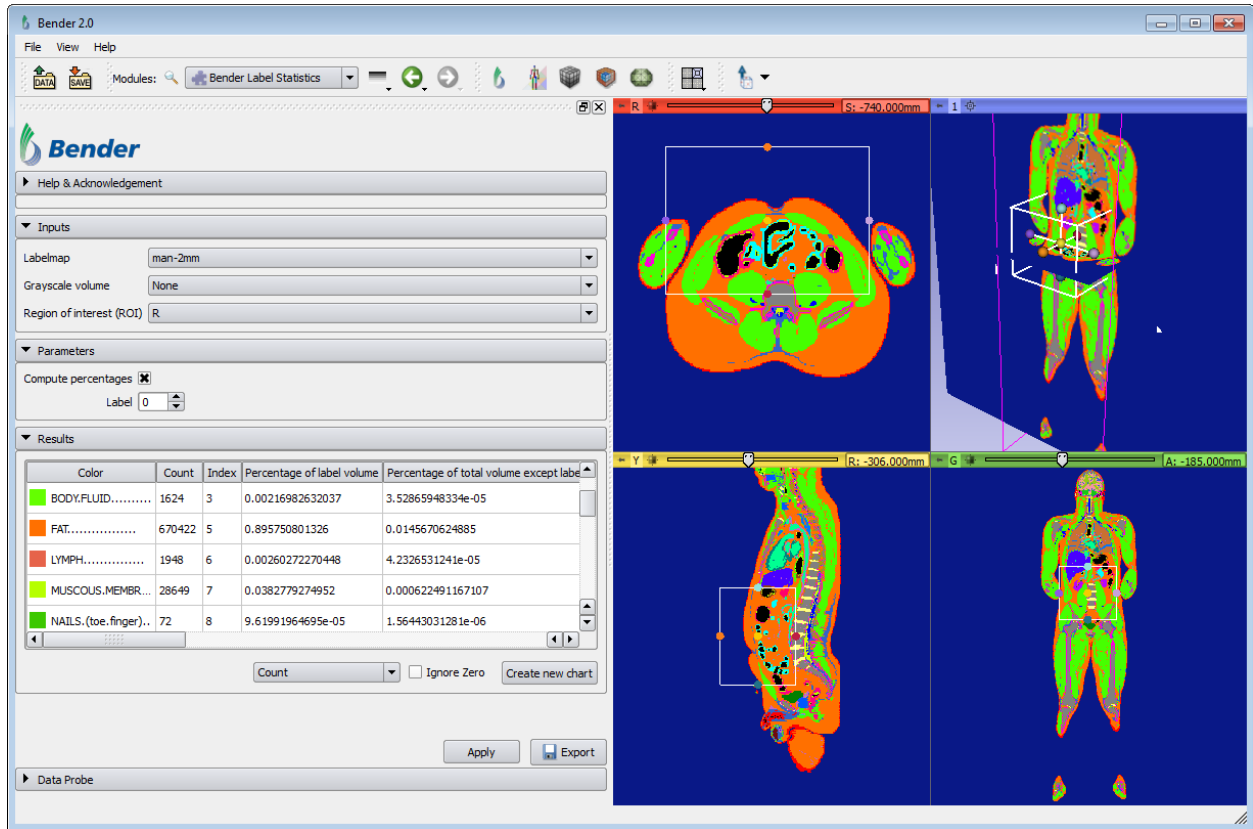 Bender 2.0
File View Help
DATA SAVE Modules: Bender Label Statistics
R S: -740.000mm 1
Bender
Help & Acknowledgement
Inputs
Labelmap man-2mm
Grayscale volume None
Region of interest (ROI) R
Parameters
Compute percentages
Label 0
Results
Y R: -306.000mm G A: -185.000mm
Color Count Index Percentage of label volume Percentage of total volume except labe
BODY.FLUID.......... 1624 3 0.00216982632037 3.52865948334e-05
FAT................. 670422 5 0.895750801326 0.0145670624885
LYMPH............... 1948 6 0.00260272270448 4.2326531241e-05
MUSCOUS.MEMBR... 28649 7 0.0382779274952 0.000622491167107
NAILS.(toe.finger).. 72 8 9.61991964695e-05 1.56443031281e-06
Count Ignore Zero Create new chart
Apply Export
Data Probe